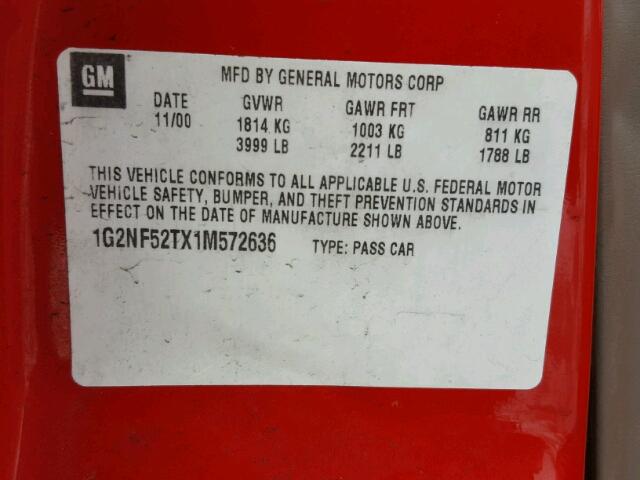 GM
MFD BY GENERAL MOTORS CORP
DATE GVWR GAWR FRT GAWR RR
11/00 1814 KG 1003 KG 811 KG
3999 LB 2211 LB 1788 LB
THIS VEHICLE CONFORMS TO ALL APPLICABLE U.S. FEDERAL MOTOR
VEHICLE SAFETY, BUMPER, AND THEFT PREVENTION STANDARDS IN
EFFECT ON THE DATE OF MANUFACTURE SHOWN ABOVE.
1G2NF52TX1M572636 TYPE: PASS CAR